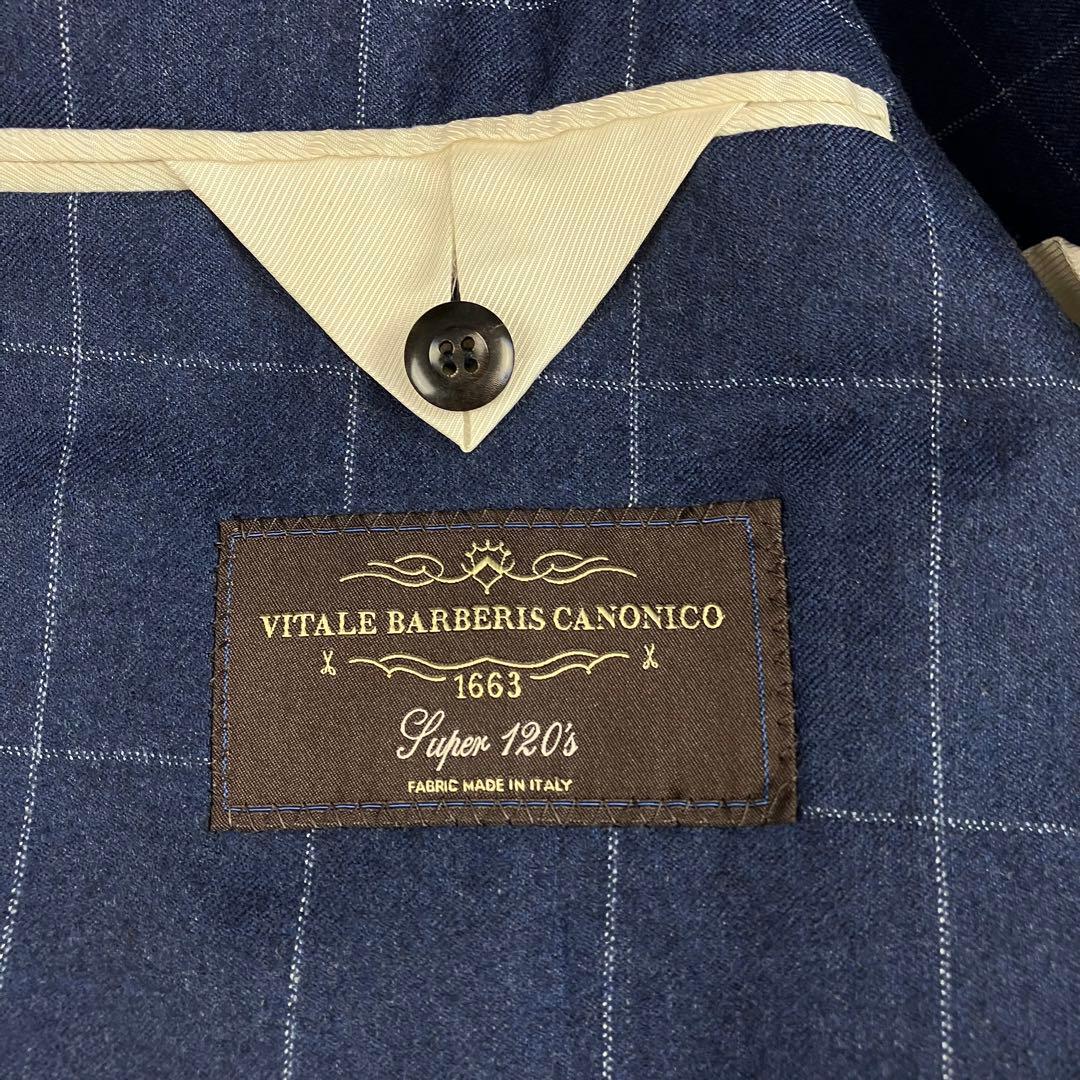 VITALE BARBERIS CANONICO
1663
Super 120's
FABRIC MADE IN ITALY